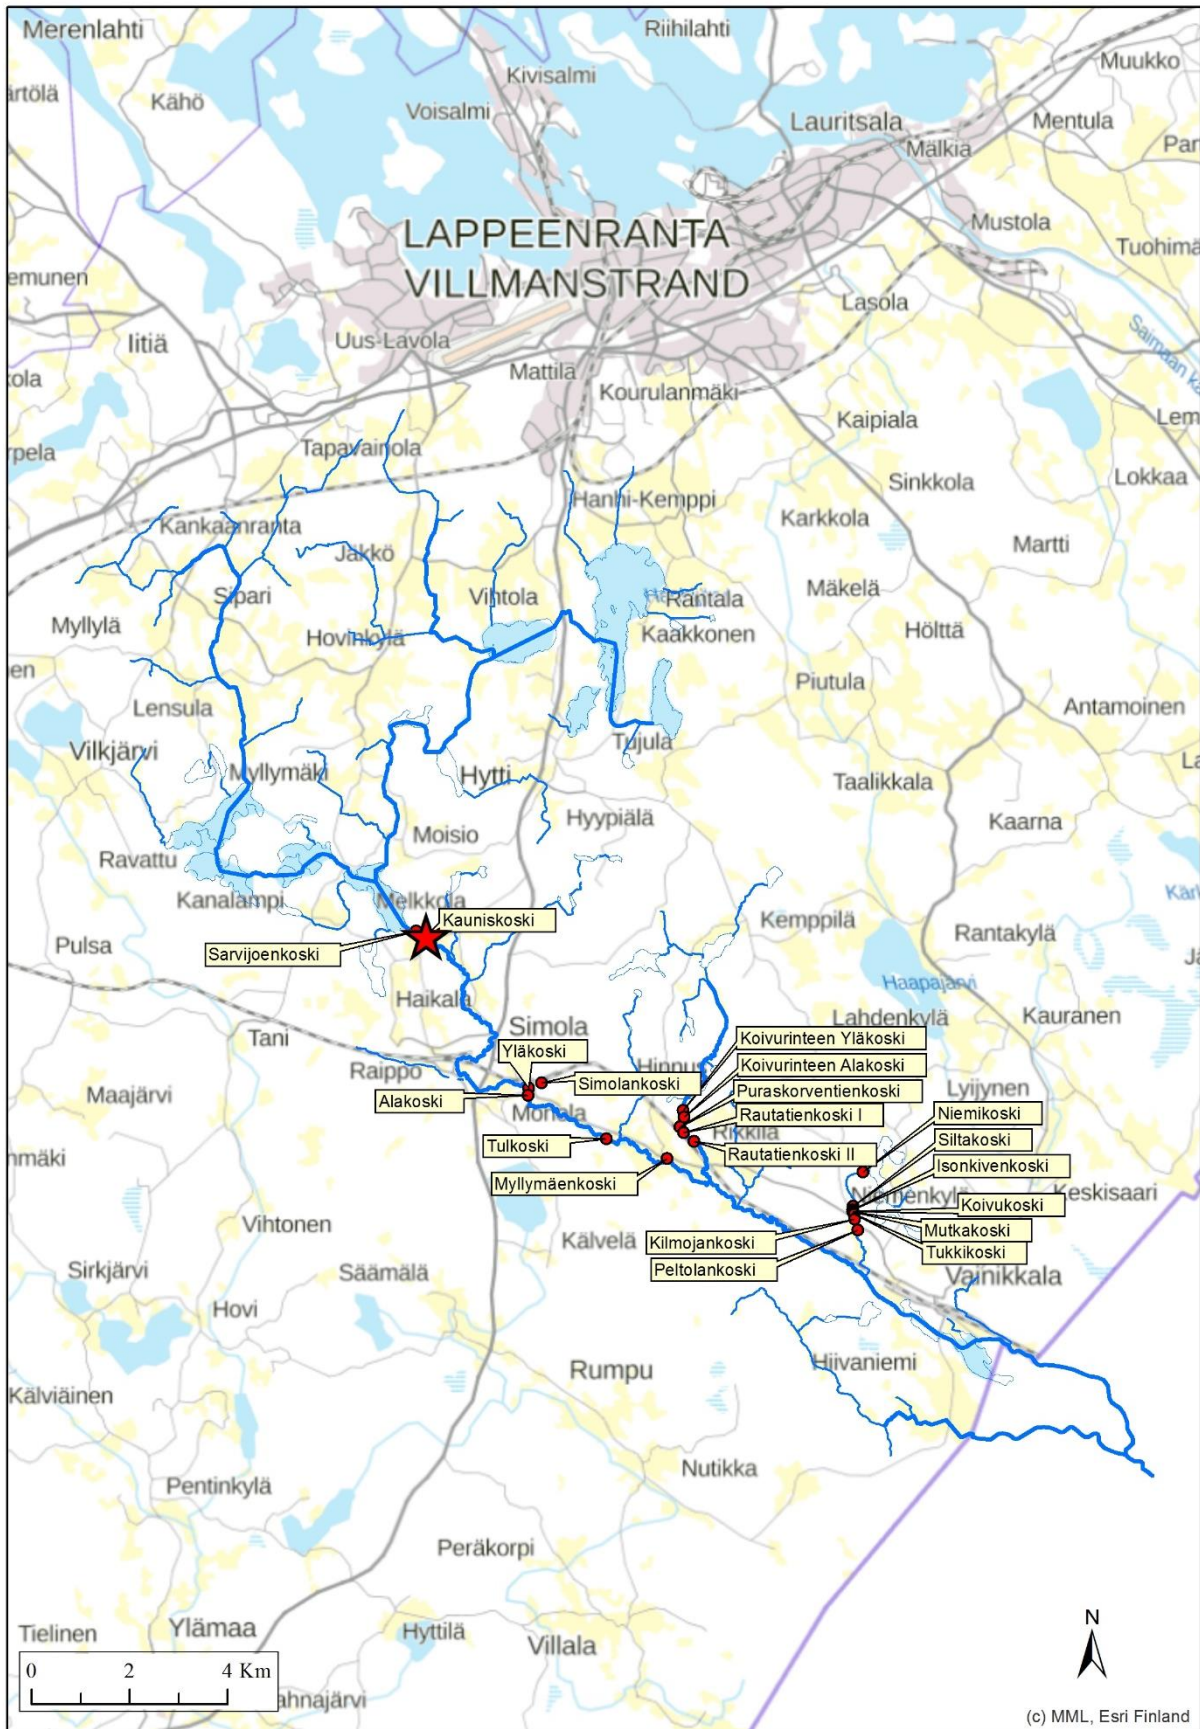 Merenlahti
Riihilahti
Muukko
Kivisalmi
Kähö
Voisalmi
Lauritsala
Mentula
Mälkiä
LAPPEENRANTA
VILLMANSTRAND
Mustola
Lasola
Uus-Lavola
Iitiä
Mattila
Kourulanmäki
Kaipiala
Tapavainola
Sinkkola
Lokkaa
Hanhi-Kemppi
Kankaanranta
Karkkola
Martti
Jäkkö
Sipari
Vihtola
Rantala
Mäkelä
Myllylä
Hovinkylä
Kaakkonen
Hölttä
Piutula
Lensula
Antamoinen
Vilkjärvi
Tujula
Myllymäki
Hytti
Taalikkala
Hyypiälä
Moisio
Kaarna
Ravattu
Kanalampi
Melkkola
Kemppilä
Kauniskoski
Pulsa
Sarvijoenkoski
Rantakylä
Haapajärvi
Haikala
Lahdenkylä
Kauranen
Tani
Simola
Koivurinteen Yläkoski
Yläkoski
Koivurinteen Alakoski
Raippo
Simolankoski
Puraskorventienkoski
Lyijynen
Maajärvi
Alakoski
Rautatienkoski I
Niemikoski
Tulkoski
Rikkilä
Siltakoski
Rautatienkoski II
Isonkivenkoski
Myllymäenkoski
Keskisaari
Koivukoski
Vihtonen
Kälvelä
Kilmojankoski
Mutkakoski
Tukkikoski
Peltolankoski
Sirkjärvi
Säämälä
Vainikkala
Hovi
Rumpu
Hiivaniemi
Kälviäinen
Nutikka
Pentinkylä
Peräkorpi
Tielinen
Ylämaa
Hyttilä
Villala
N
0 2 4 Km
(c) MML, Esri Finland